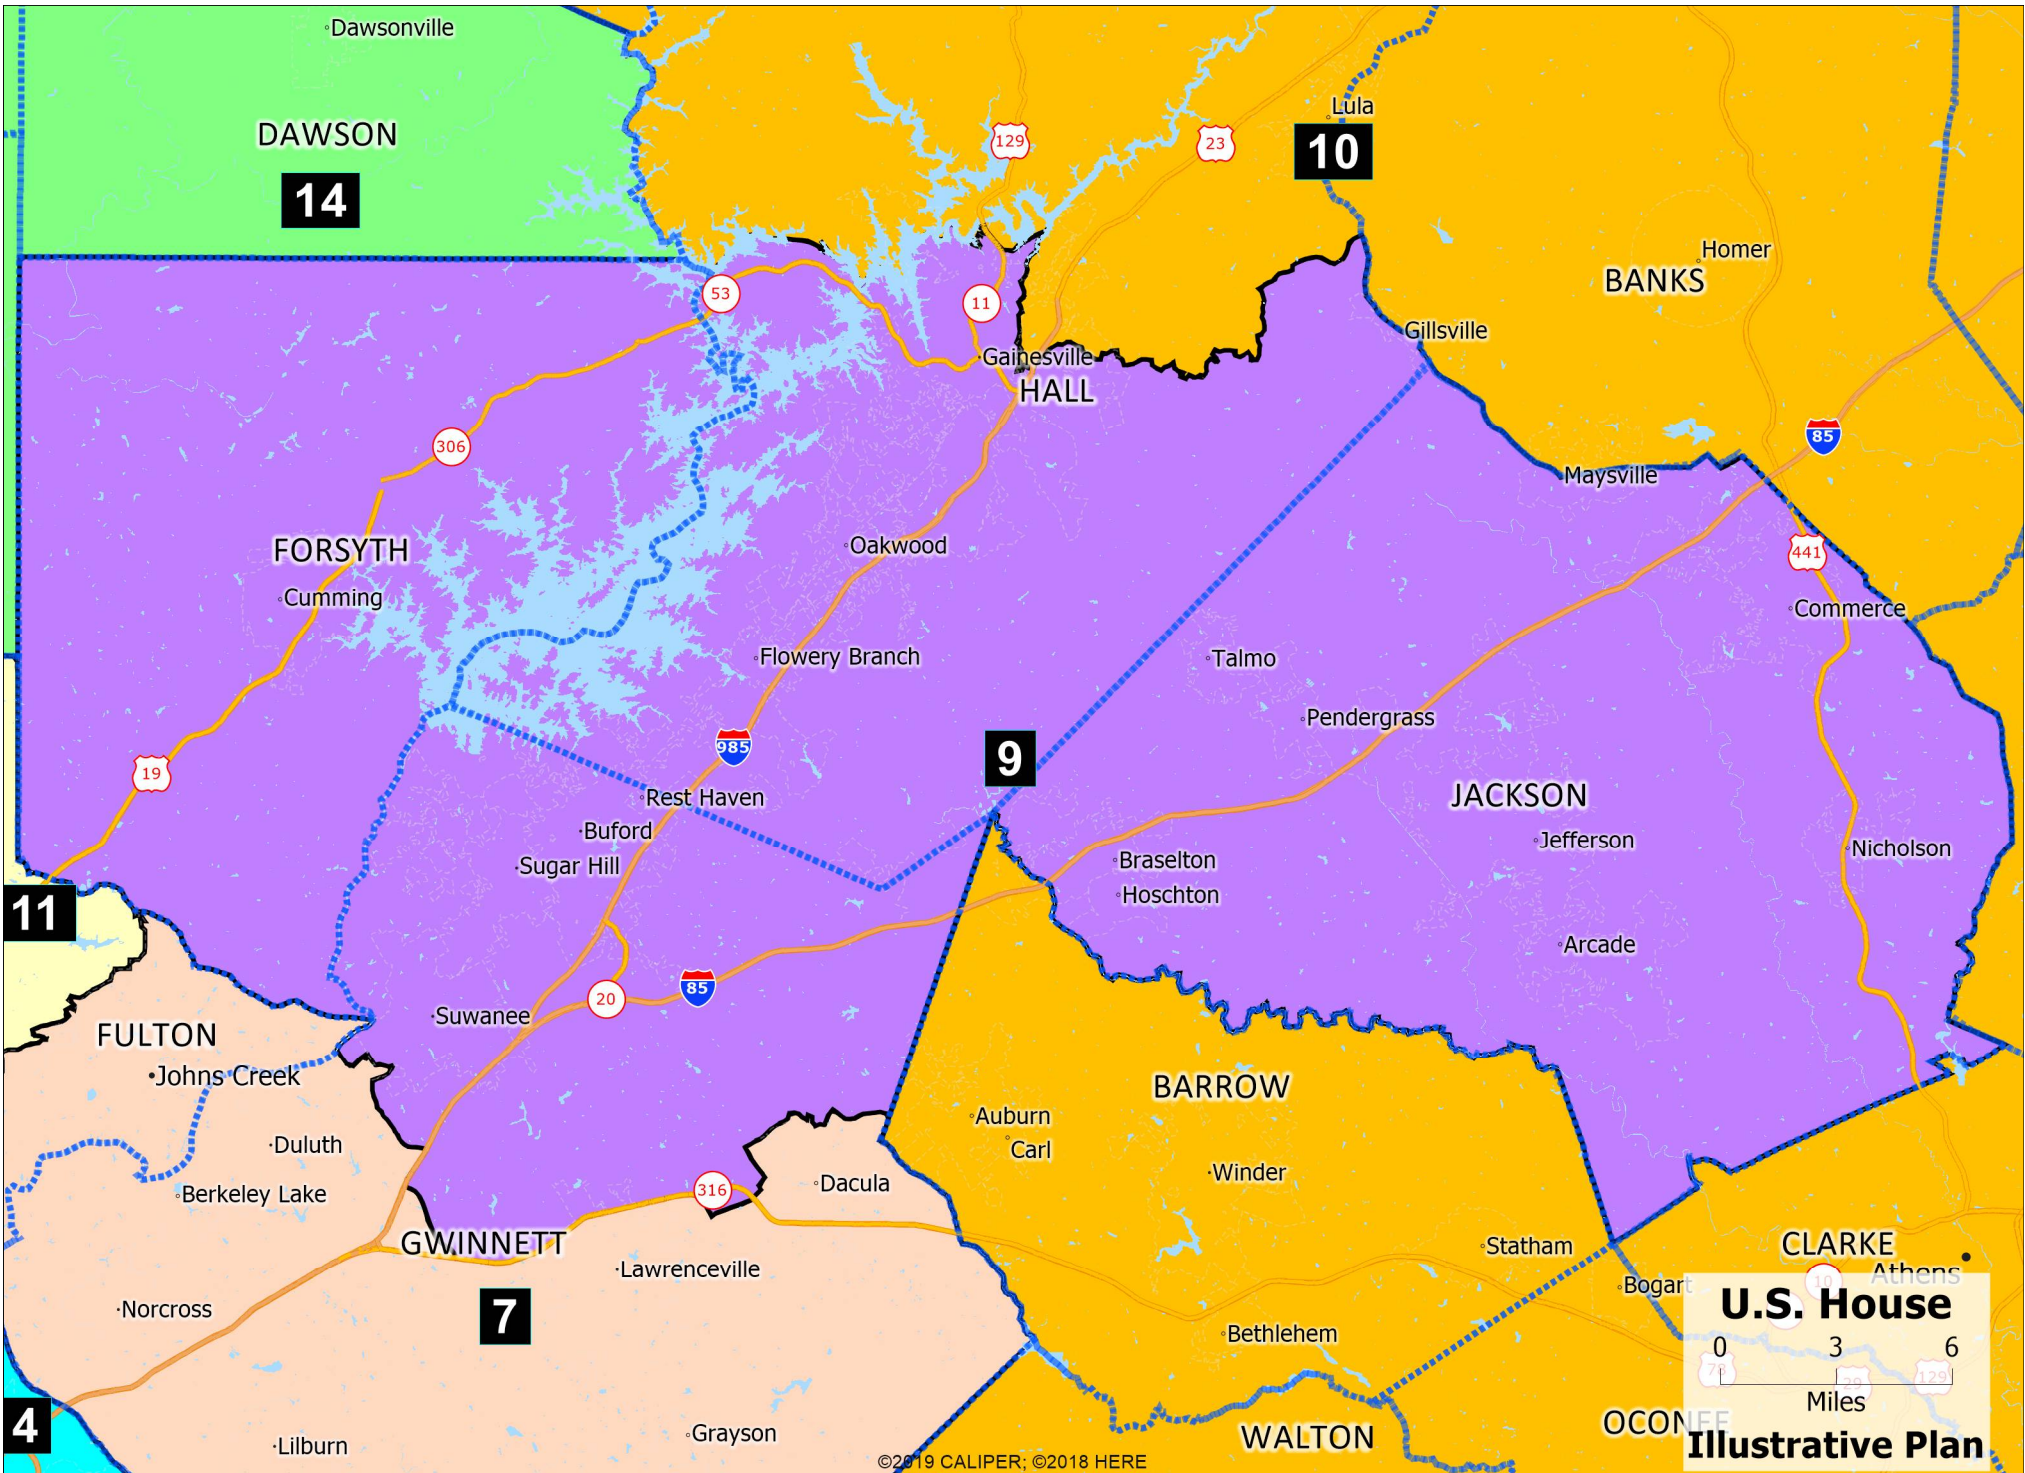 Dawsonville
Lula
129
23
DAWSON
10
14
Homer
BANKS
53
11
Gillsville
Gainesville
HALL
306
85
Maysville
Oakwood
FORSYTH
441
Cumming
Commerce
Flowery Branch
Talmo
Pendergrass
985
9
19
Rest Haven
JACKSON
Buford
Jefferson
Sugar Hill
Braselton
Nicholson
Hoschton
11
Arcade
85
20
Suwanee
FULTON
Johns Creek
BARROW
Auburn
Duluth
Carl
Winder
Dacula
Berkeley Lake
316
GWINNETT
Statham
CLARKE
Lawrenceville
Athens
Bogart
10
Norcross
7
U.S. House
Bethlehem
0 3 6
78
29
129
Miles
4
OCONEE
Grayson
WALTON
Lilburn
Illustrative Plan
©2019 CALIPER; ©2018 HERE